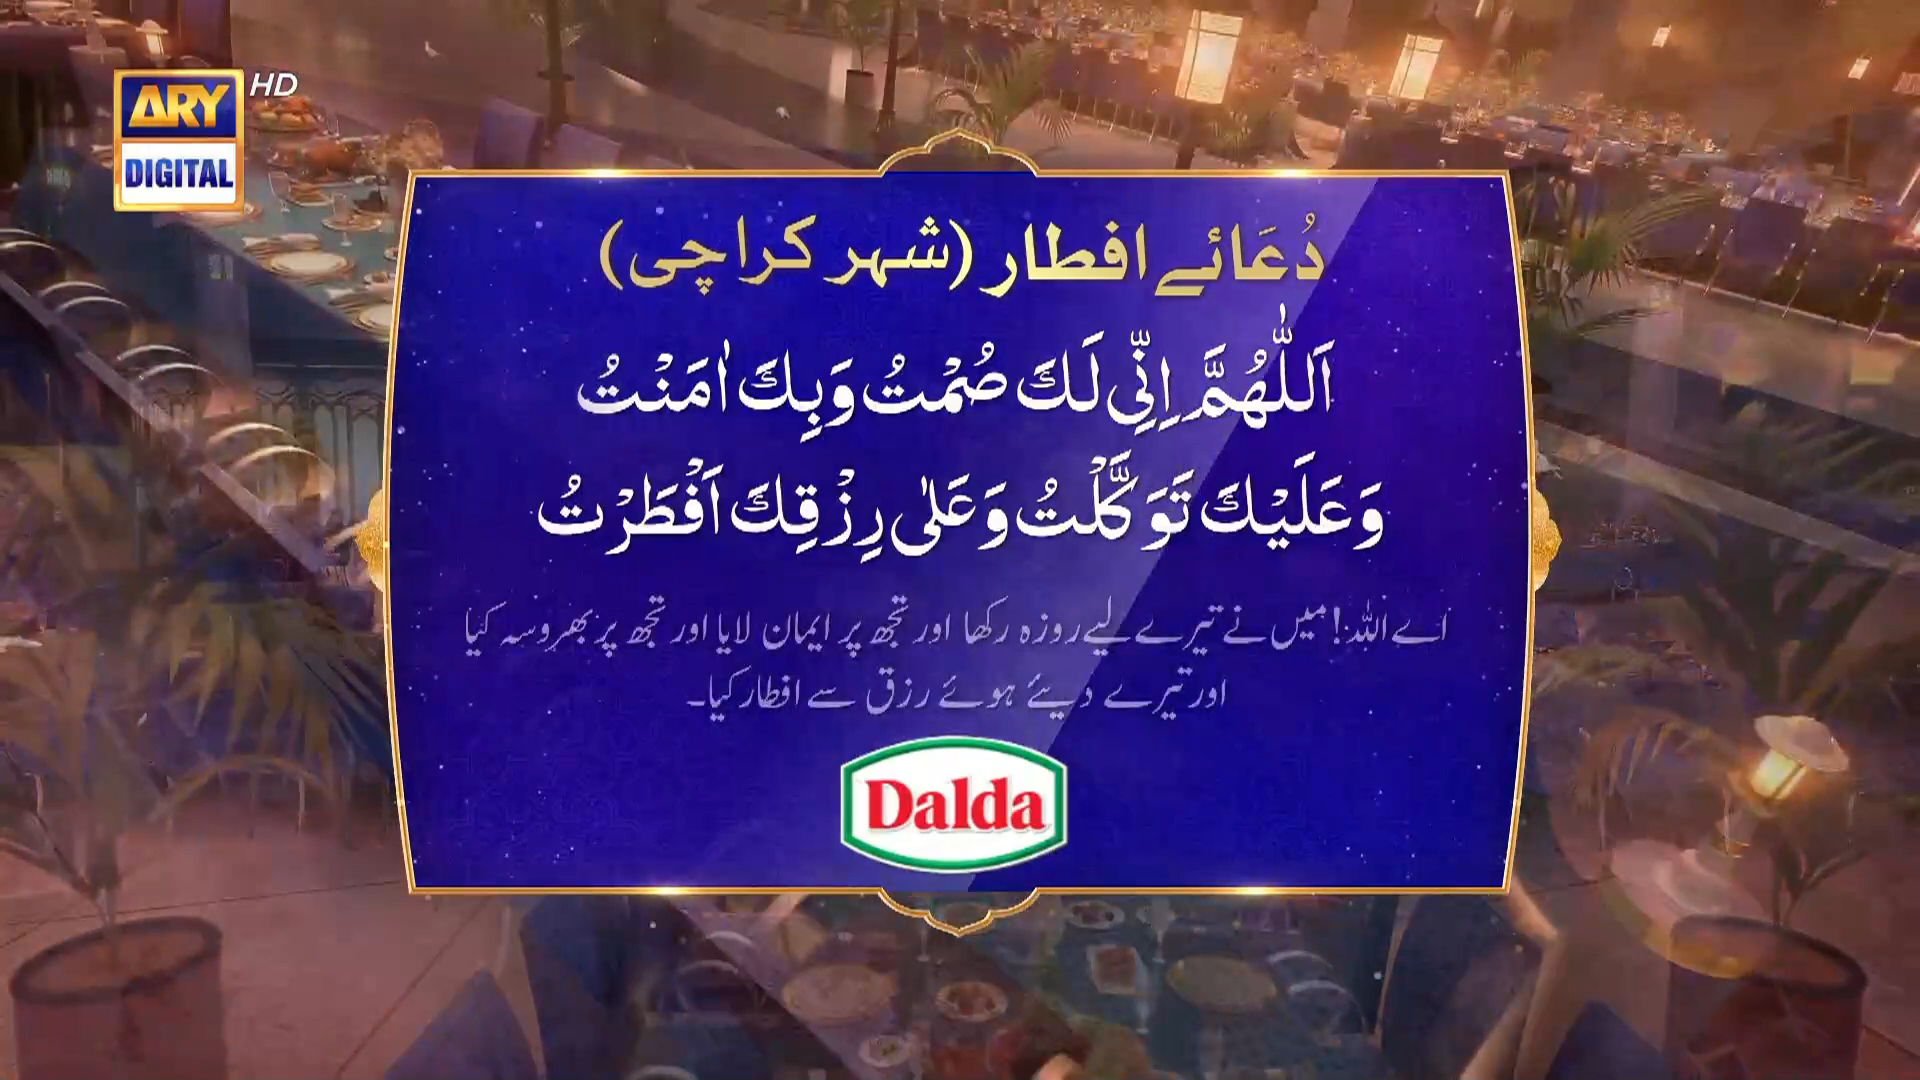 ARY
DIGITAL
HD
دُعَائے افطار (شہر کراچی)
اَللّٰهُمَّ اِنِّی لَكَ صُمْتُ وَبِكَ اٰمَنْتُ
وَعَلَيْكَ تَوَكَّلْتُ وَعَلٰى رِزْقِكَ اَفْطَرْتُ
اے اللہ! میں نے تیرے لیے روزہ رکھا اور تجھ پر ایمان لایا اور تجھ پر بھروسہ کیا
اور تیرے دیئے ہوئے رزق سے افطار کیا۔
Dalda